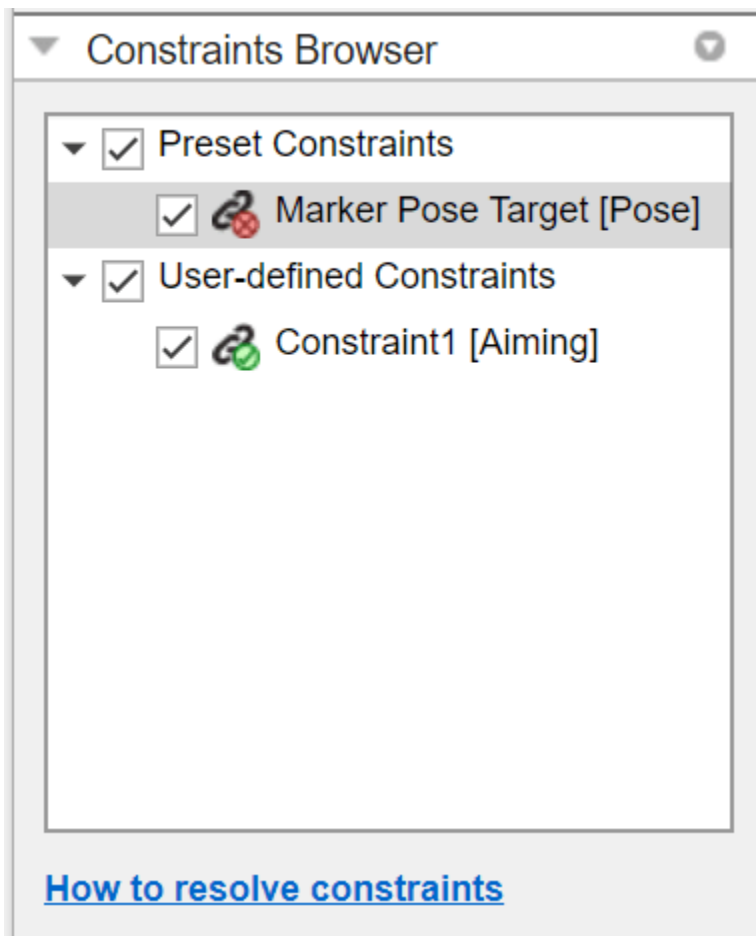 Constraints Browser
Preset Constraints
Marker Pose Target [Pose]
User-defined Constraints
Constraint1 [Aiming]
How to resolve constraints